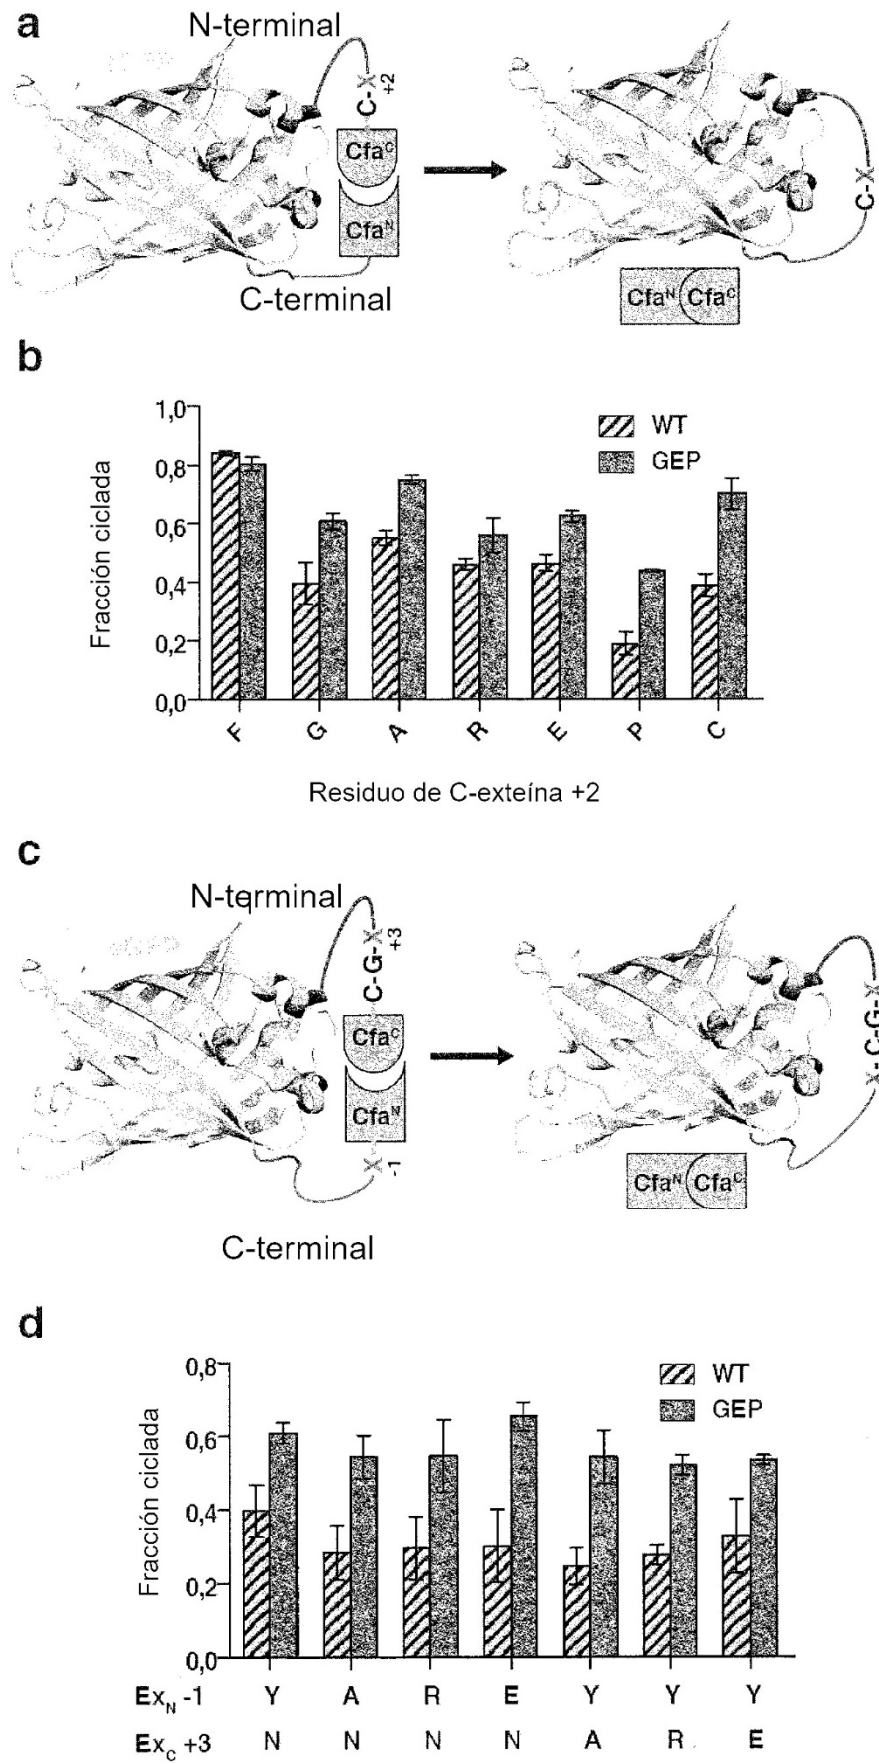 a
N-terminal
C-X
+2
Cfa^C
Cfa^N
C-terminal
C-X
Cfa^N Cfa^C
b
1,0
0,8
0,6
0,4
0,2
0,0
Fracción ciclada
WT
GEP
F G A R E P C
Residuo de C-exteína +2
c
N-tqrminal
C-G-X
+3
Cfa^C
Cfa^N
X
-1
C-terminal
X-C-G-X
Cfa^N Cfa^C
d
0,8
0,6
0,4
0,2
0,0
Fracción ciclada
WT
GEP
Ex_N -1 Y A R E Y Y Y
Ex_C +3 N N N N A R E